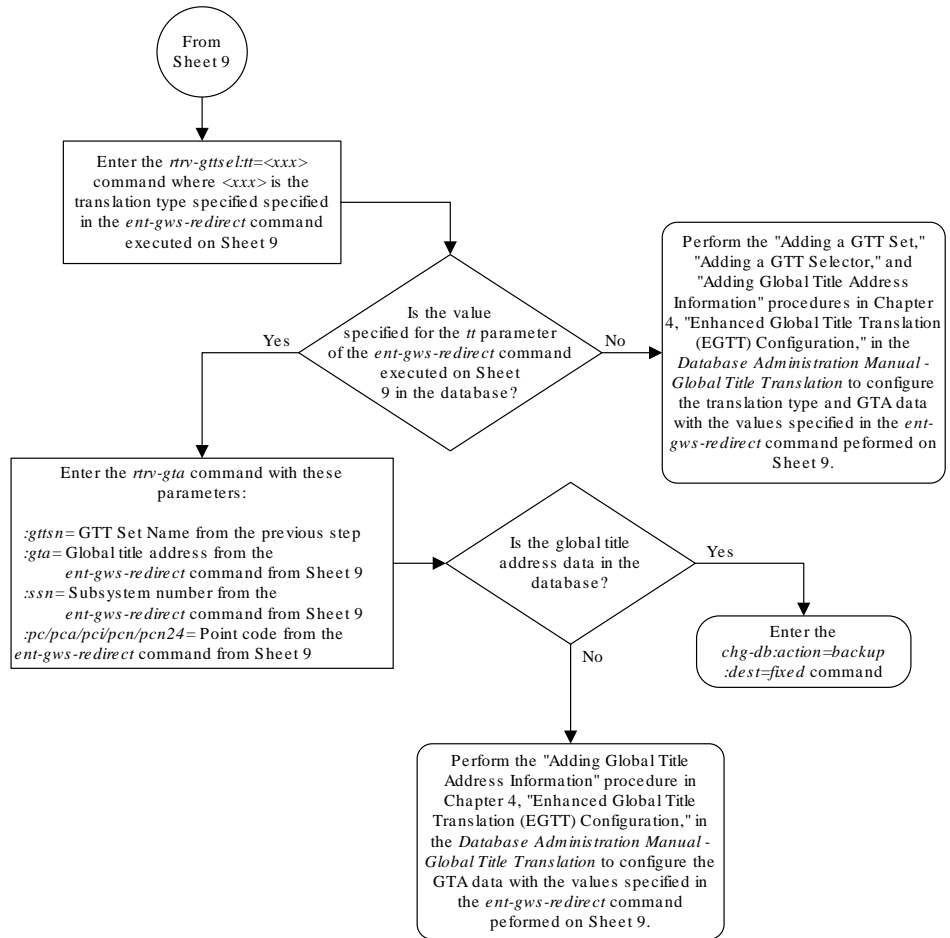 From
Sheet 9
Enter the rtrv-gttsel:tt=<xxx>
command where <xxx> is the
translation type specified specified
in the ent-gws-redirect command
executed on Sheet 9
Is the value
specified for the tt parameter
of the ent-gws-redirect command
executed on Sheet
9 in the database?
Yes
No
Perform the "Adding a GTT Set,"
"Adding a GTT Selector," and
"Adding Global Title Address
Information" procedures in Chapter
4, "Enhanced Global Title Translation
(EGTT) Configuration," in the
Database Administration Manual -
Global Title Translation to configure
the translation type and GTA data
with the values specified in the ent-
gws-redirect command peformed on
Sheet 9.
Enter the rtrv-gta command with these
parameters:
:gttsn= GTT Set Name from the previous step
:gta= Global title address from the
ent-gws-redirect command from Sheet 9
:ssn= Subsystem number from the
ent-gws-redirect command from Sheet 9
:pc/pca/pci/pcn/pcn24= Point code from the
ent-gws-redirect command from Sheet 9
Is the global title
address data in the
database?
Yes
No
Enter the
chg-db:action=backup
:dest=fixed command
Perform the "Adding Global Title
Address Information" procedure in
Chapter 4, "Enhanced Global Title
Translation (EGTT) Configuration," in
the Database Administration Manual -
Global Title Translation to configure the
GTA data with the values specified in
the ent-gws-redirect command
peformed on Sheet 9.